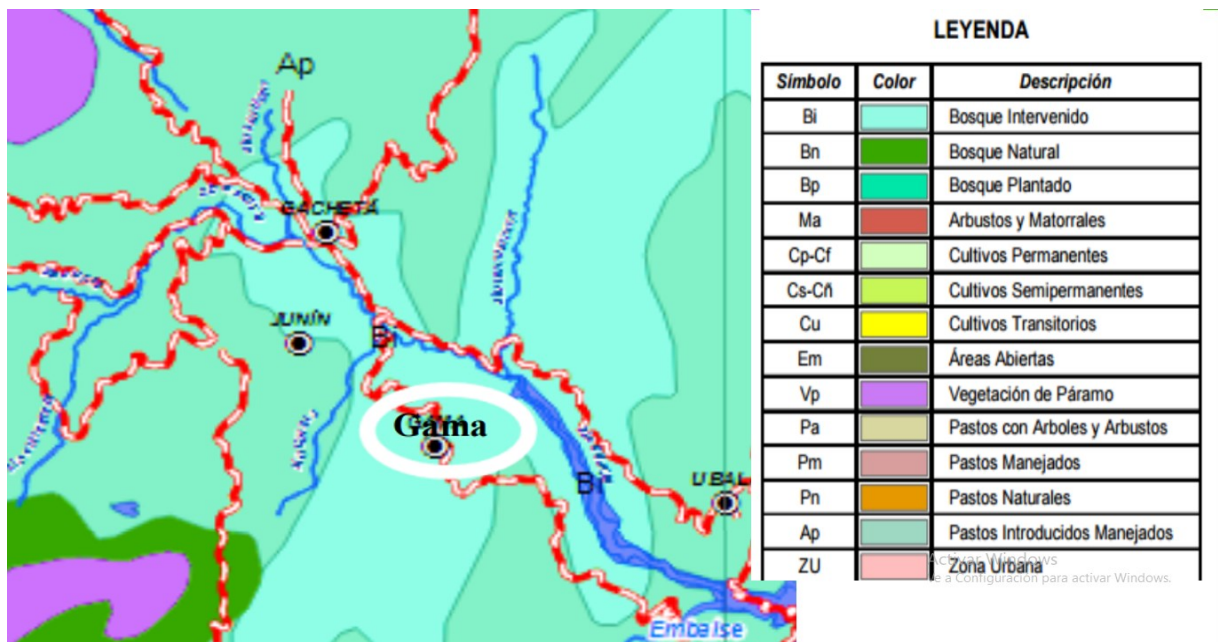 Ap
GACHETÁ
JUNÍN
Bi
Gama
Bi
UBAL
Embalse
LEYENDA
Símbolo Color Descripción
Bi Bosque Intervenido
Bn Bosque Natural
Bp Bosque Plantado
Ma Arbustos y Matorrales
Cp-Cf Cultivos Permanentes
Cs-Cñ Cultivos Semipermanentes
Cu Cultivos Transitorios
Em Áreas Abiertas
Vp Vegetación de Páramo
Pa Pastos con Arboles y Arbustos
Pm Pastos Manejados
Pn Pastos Naturales
Ap Pastos Introducidos Manejados
ZU Zona Urbana
Activar Windows
e a Configuración para activar Windows.